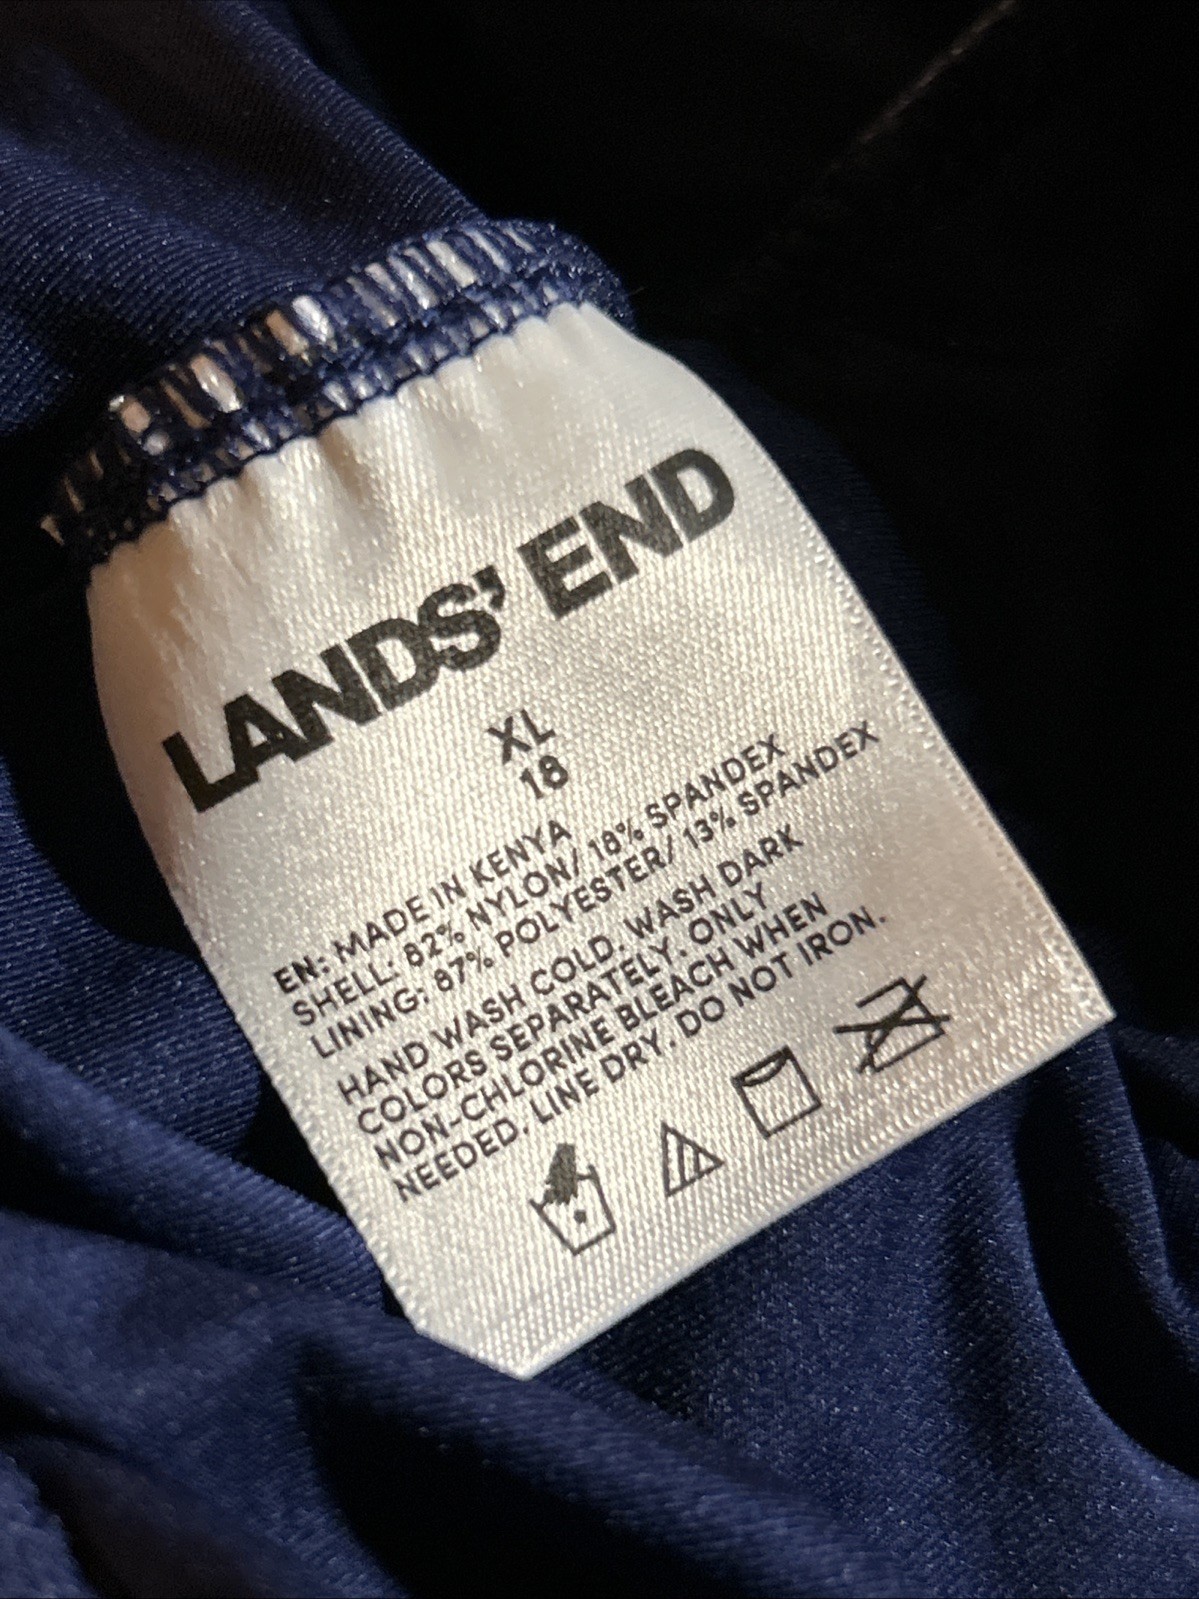 LANDS' END
XL
18
EN: MADE IN KENYA
SHELL: 82% NYLON/ 18% SPANDEX
LINING: 87% POLYESTER/ 13% SPANDEX
HAND WASH COLD. WASH DARK
COLORS SEPARATELY. ONLY
NON-CHLORINE BLEACH WHEN
NEEDED. LINE DRY. DO NOT IRON.